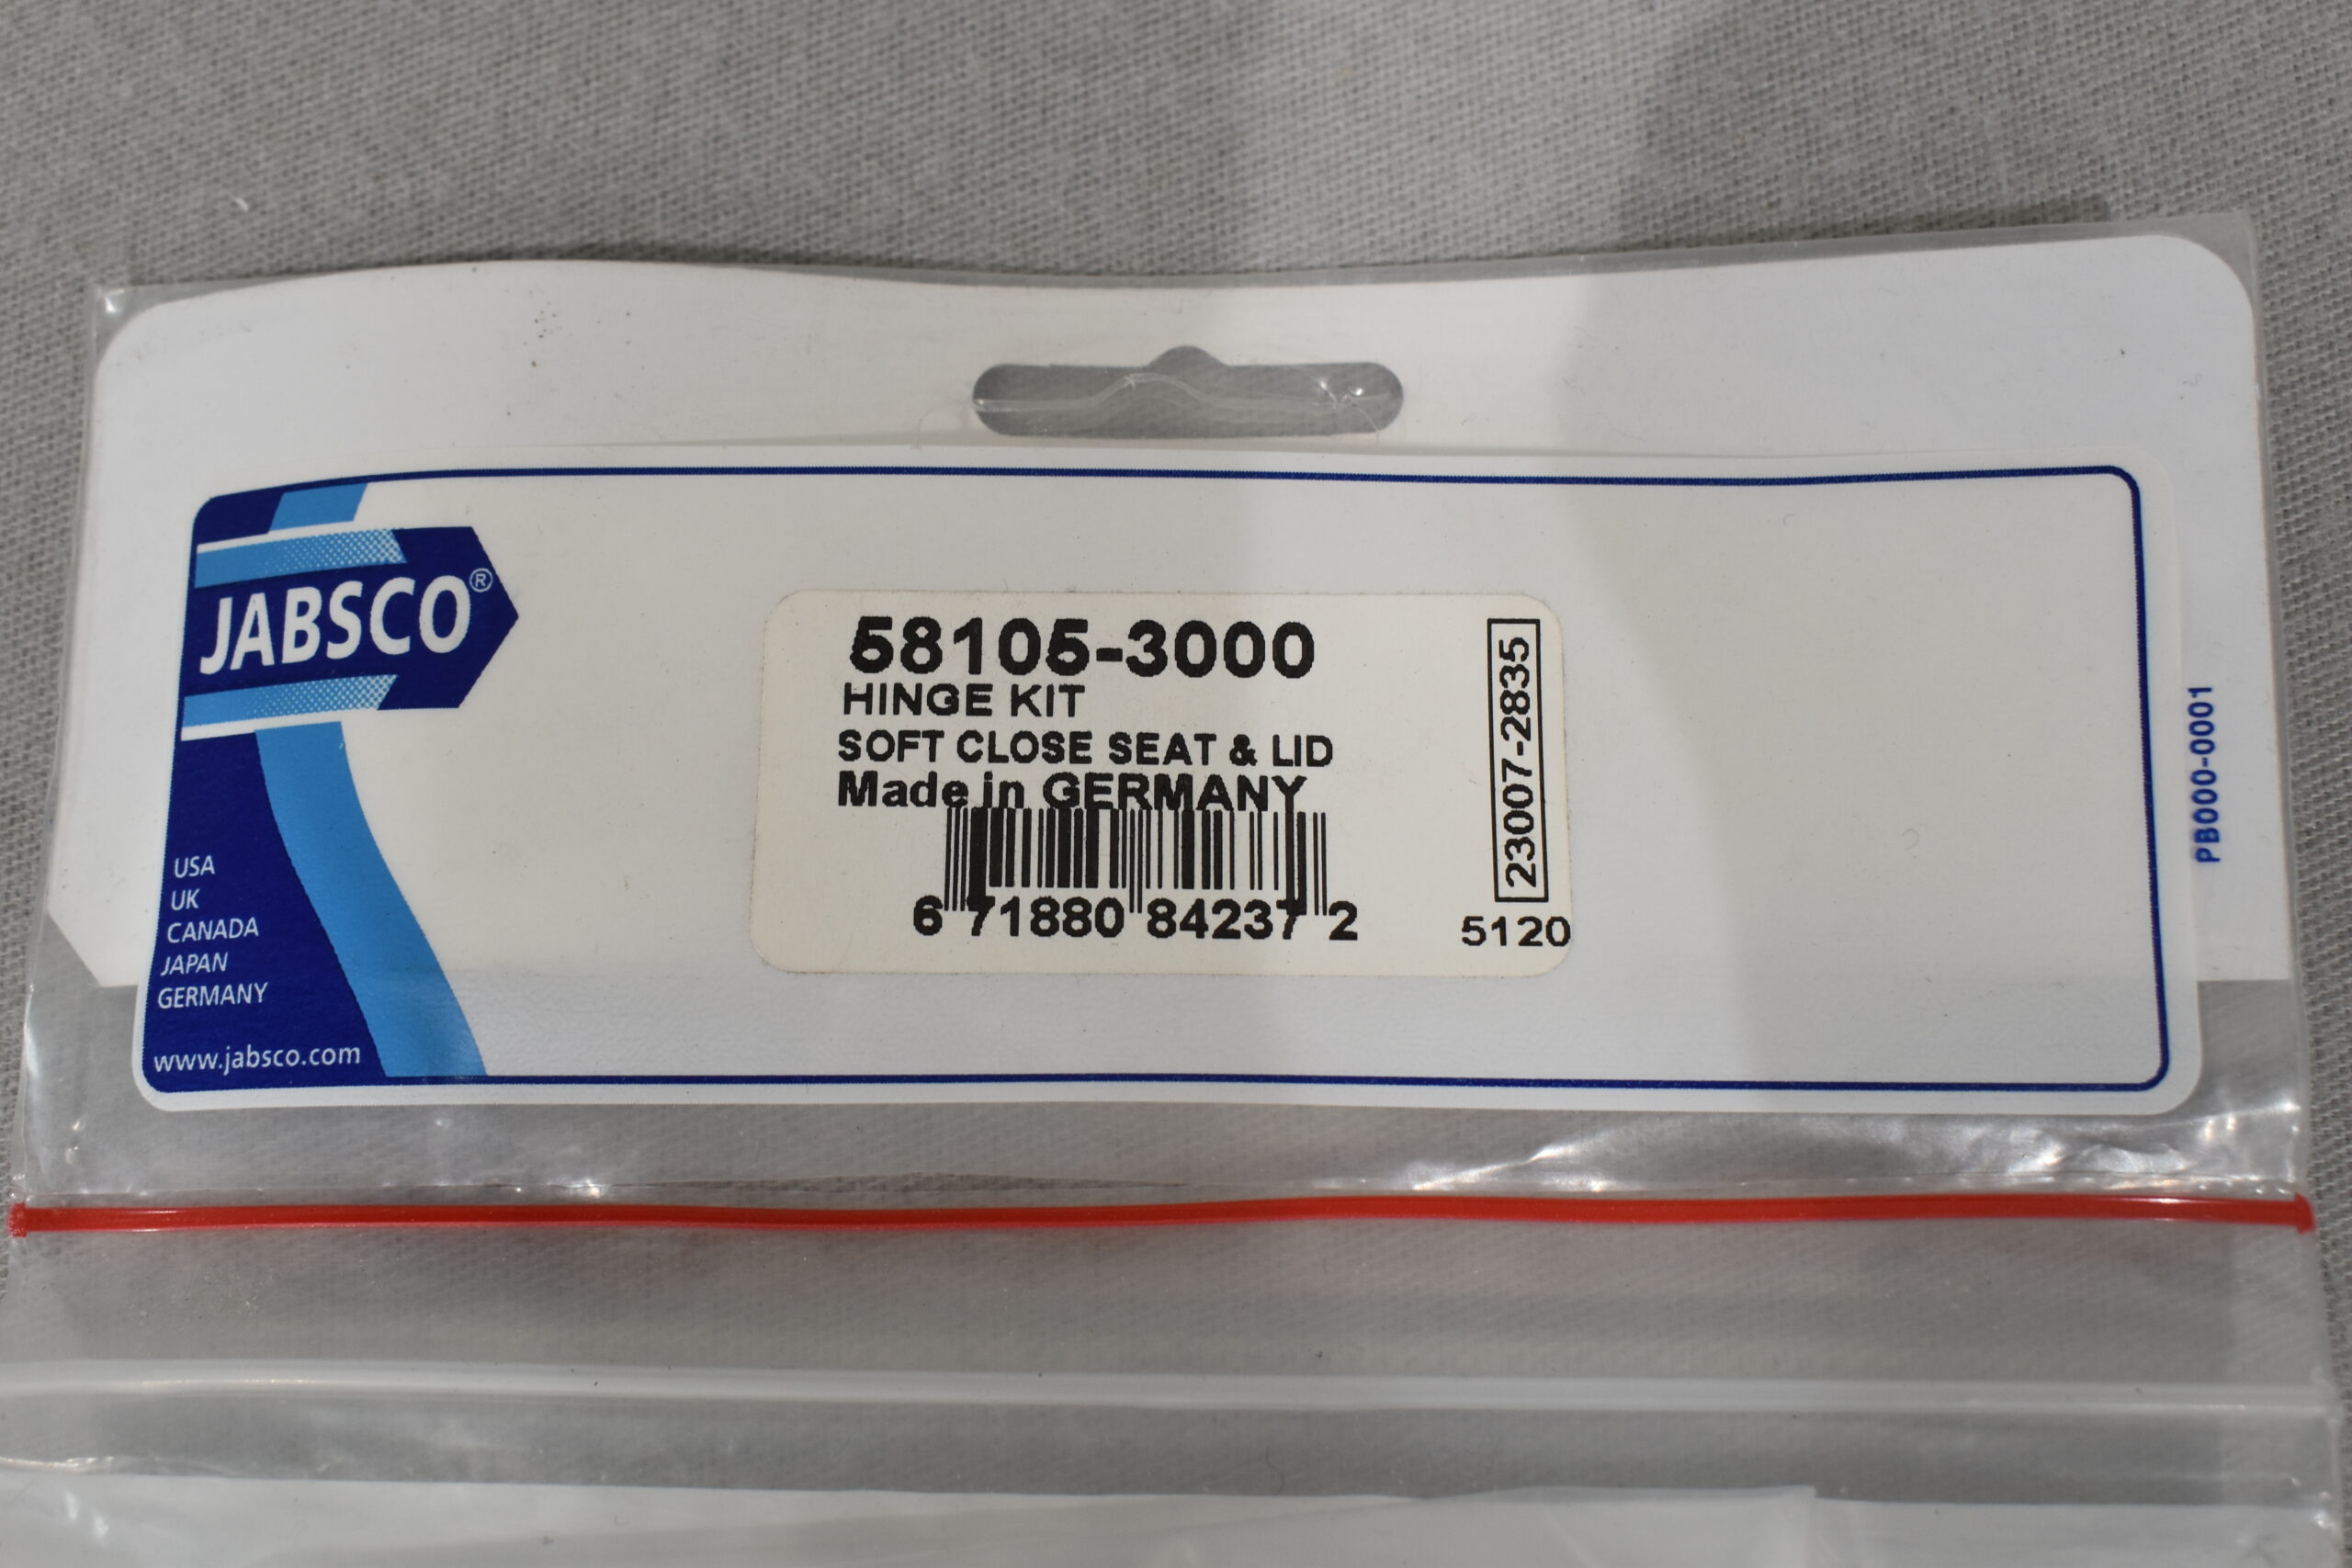 JABSCO®
USA
UK
CANADA
JAPAN
GERMANY
www.jabsco.com
58105-3000
HINGE KIT
SOFT CLOSE SEAT & LID
Made in GERMANY
6 71880 84237 2
23007-2835
5120
PB000-0001